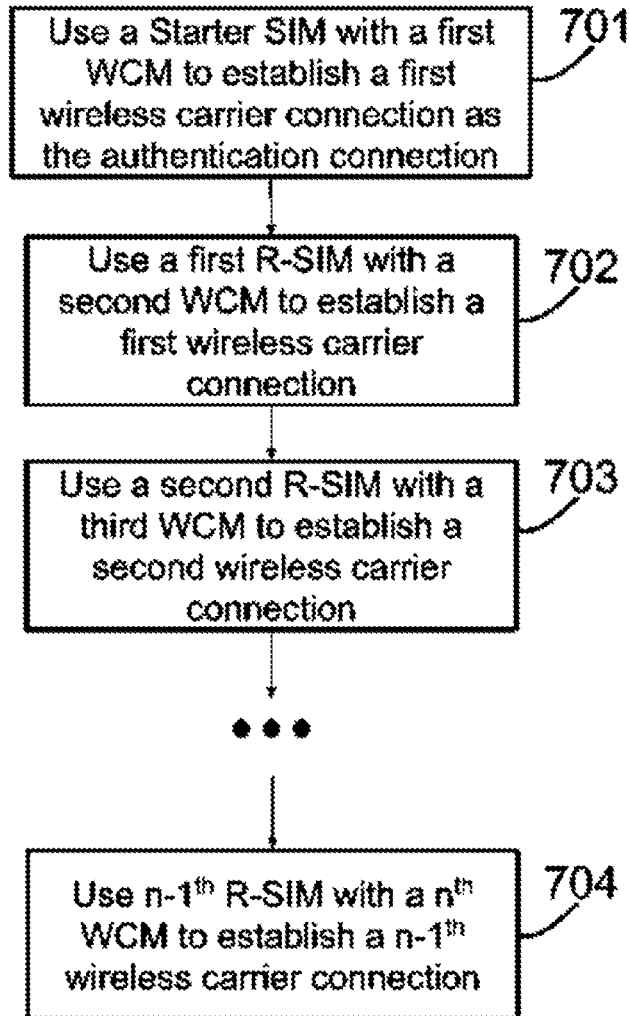 Use a Starter SIM with a first
WCM to establish a first
wireless carrier connection as
the authentication connection
701
Use a first R-SIM with a
second WCM to establish a
first wireless carrier
connection
702
Use a second R-SIM with a
third WCM to establish a
second wireless carrier
connection
703
•••
Use n-1th R-SIM with a nth
WCM to establish a n-1th
wireless carrier connection
704